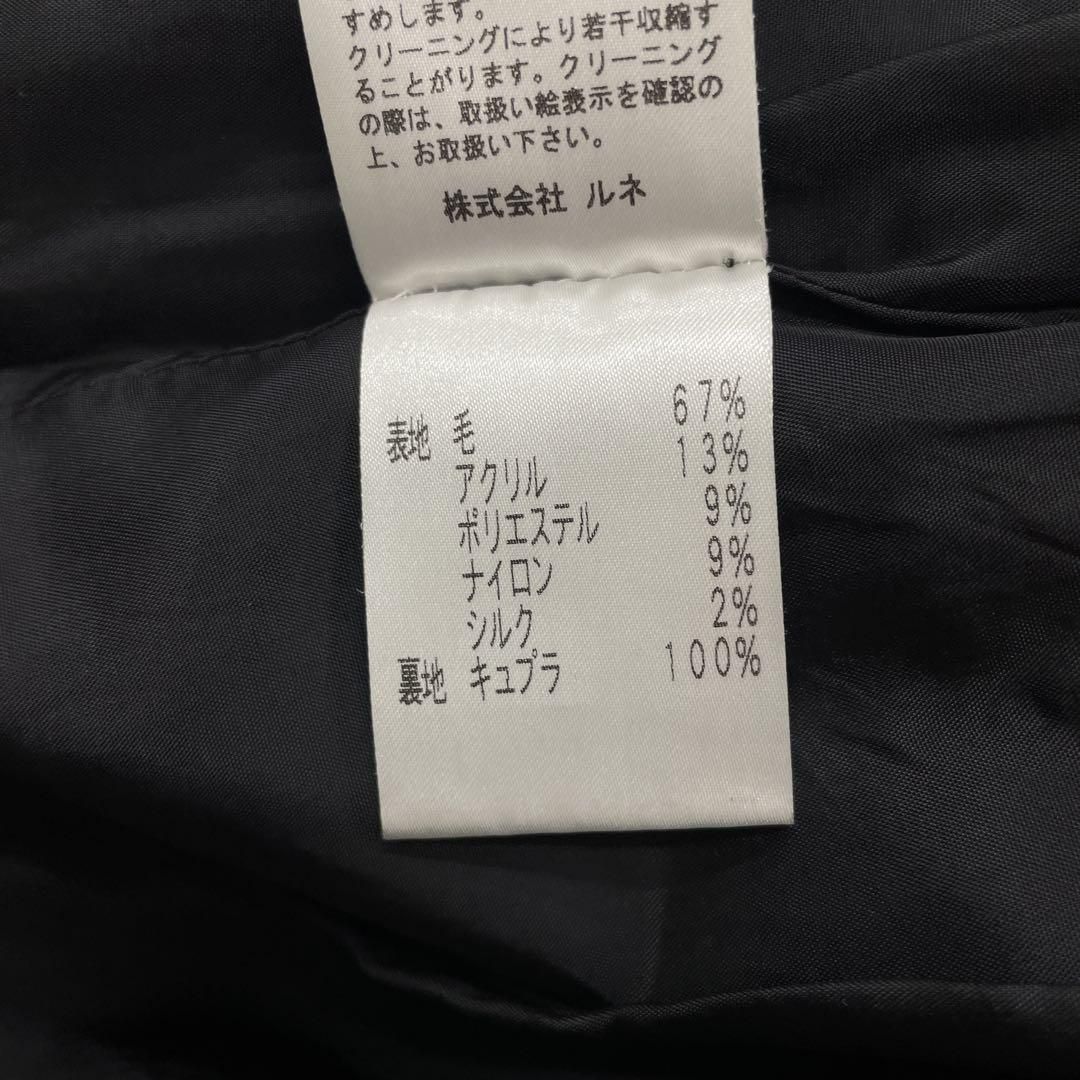 すめします。
クリーニングにより若干収縮す
ることがります。クリーニング
の際は、取扱い絵表示を確認の
上、お取扱い下さい。
株式会社 ルネ
表地 毛 67%
アクリル 13%
ポリエステル 9%
ナイロン 9%
シルク 2%
裏地 キュプラ 100%